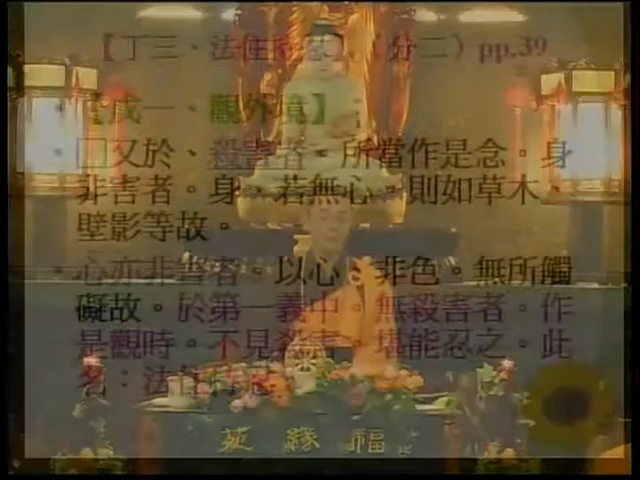 【丁三、法住 （分二）pp.39
【戊一、觀外境】：
囗又於、殺害者。所當作是念。身
非害者。身、若無心。則如草木、
壁影等故。
心亦非害者。以心、非色。無所觸
礙故。於第一義中。無殺害者。作
是觀時。不見殺害。堪能忍之。此
名：法住
福 緣